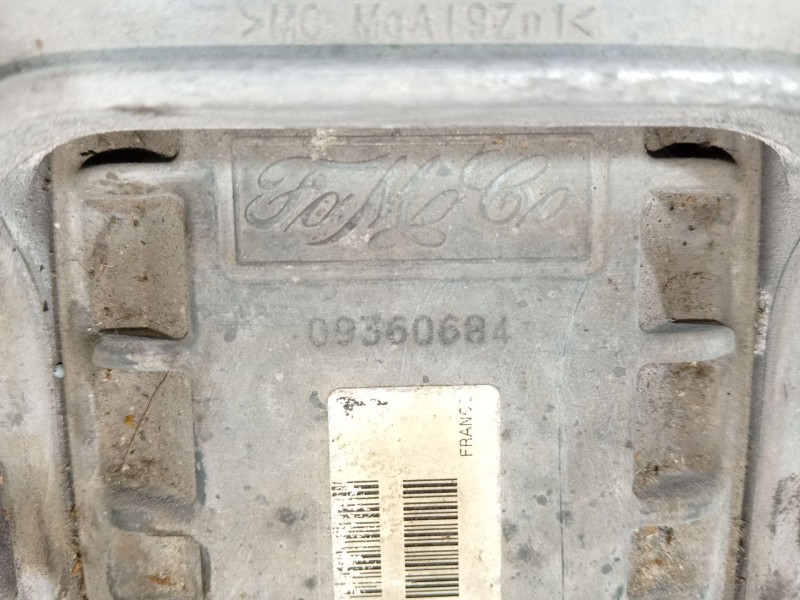 >MC- MgAl9Zn1<
FoMoCo
09360684
FRANCE